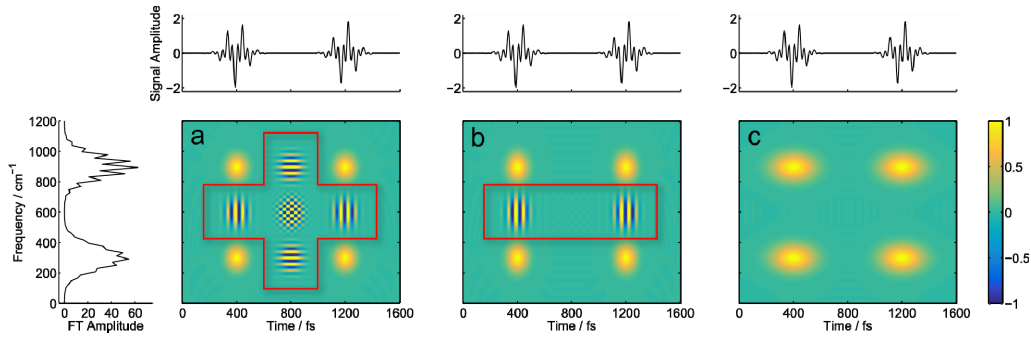 Signal Amplitude
2
0
−2
2
0
−2
2
0
−2
a
b
c
Frequency / cm⁻¹
1200
1000
800
600
400
200
0
0 20 40 60
FT Amplitude
0 400 800 1200 1600
Time / fs
0 400 800 1200 1600
Time / fs
0 400 800 1200 1600
Time / fs
1
0.5
0
−0.5
−1